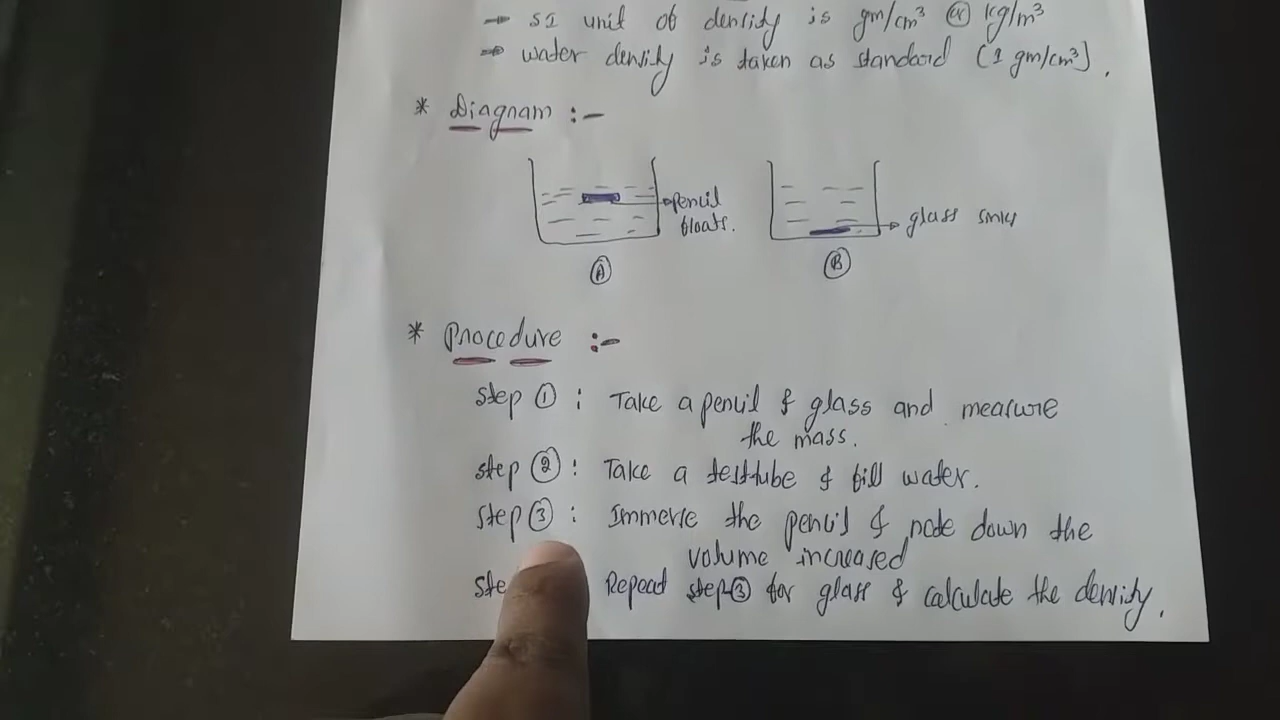 → SI unit of density is gm/cm³ or kg/m³
→ water density is taken as standard (1 gm/cm³).
* Diagram :-
pencil
floats.
glass sinks
A
B
* Procedure :-
step 1 : Take a pencil & glass and measure
the mass.
step 2 : Take a testtube & fill water.
step 3 : Immerse the pencil & note down the
volume increased
Repeat step 3 for glass & calculate the density.